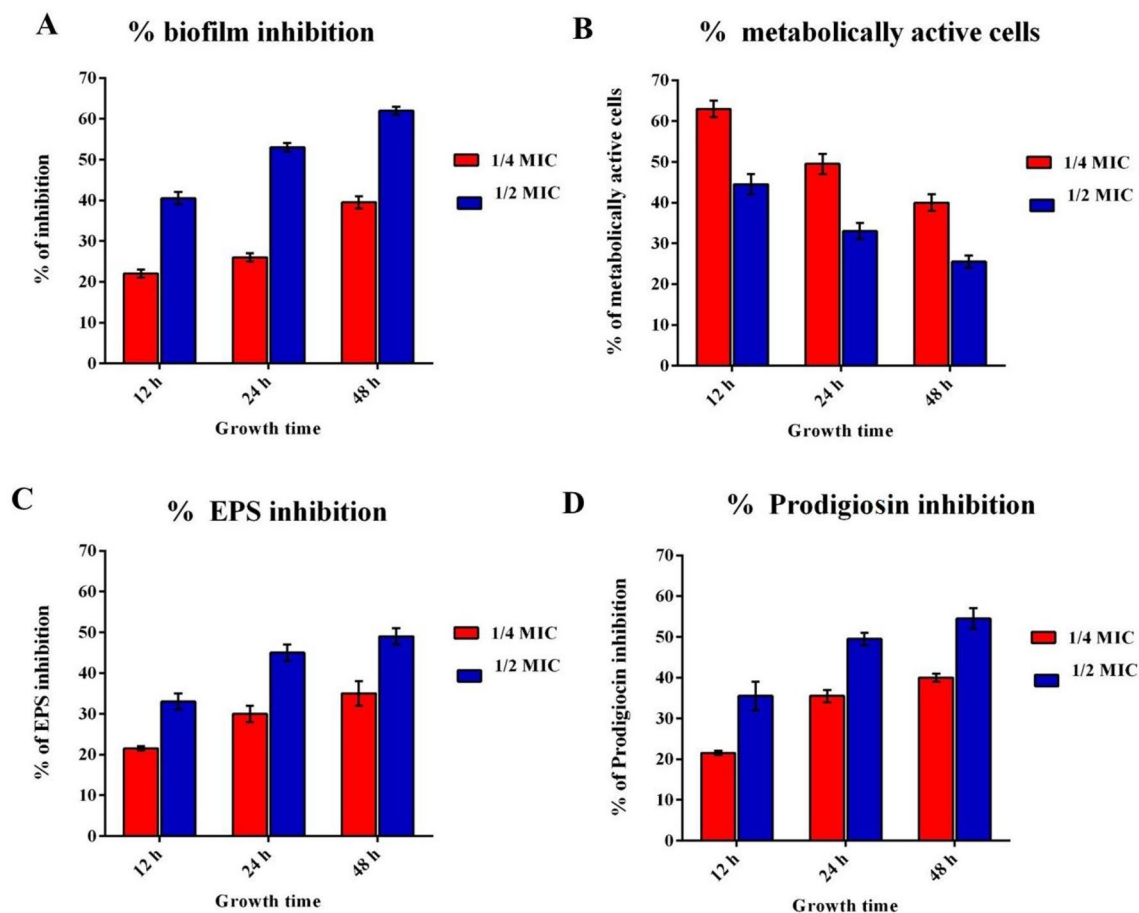 A
% biofilm inhibition
% of inhibition
70
60
50
40
30
20
10
0
12 h
24 h
48 h
Growth time
1/4 MIC
1/2 MIC
B
% metabolically active cells
% of metabolically active cells
70
60
50
40
30
20
10
0
12 h
24 h
48 h
Growth time
1/4 MIC
1/2 MIC
C
% EPS inhibition
% of EPS inhibition
70
60
50
40
30
20
10
0
12 h
24 h
48 h
Growth time
1/4 MIC
1/2 MIC
D
% Prodigiosin inhibition
% of Prodigiocin inhibition
70
60
50
40
30
20
10
0
12 h
24 h
48 h
Growth time
1/4 MIC
1/2 MIC